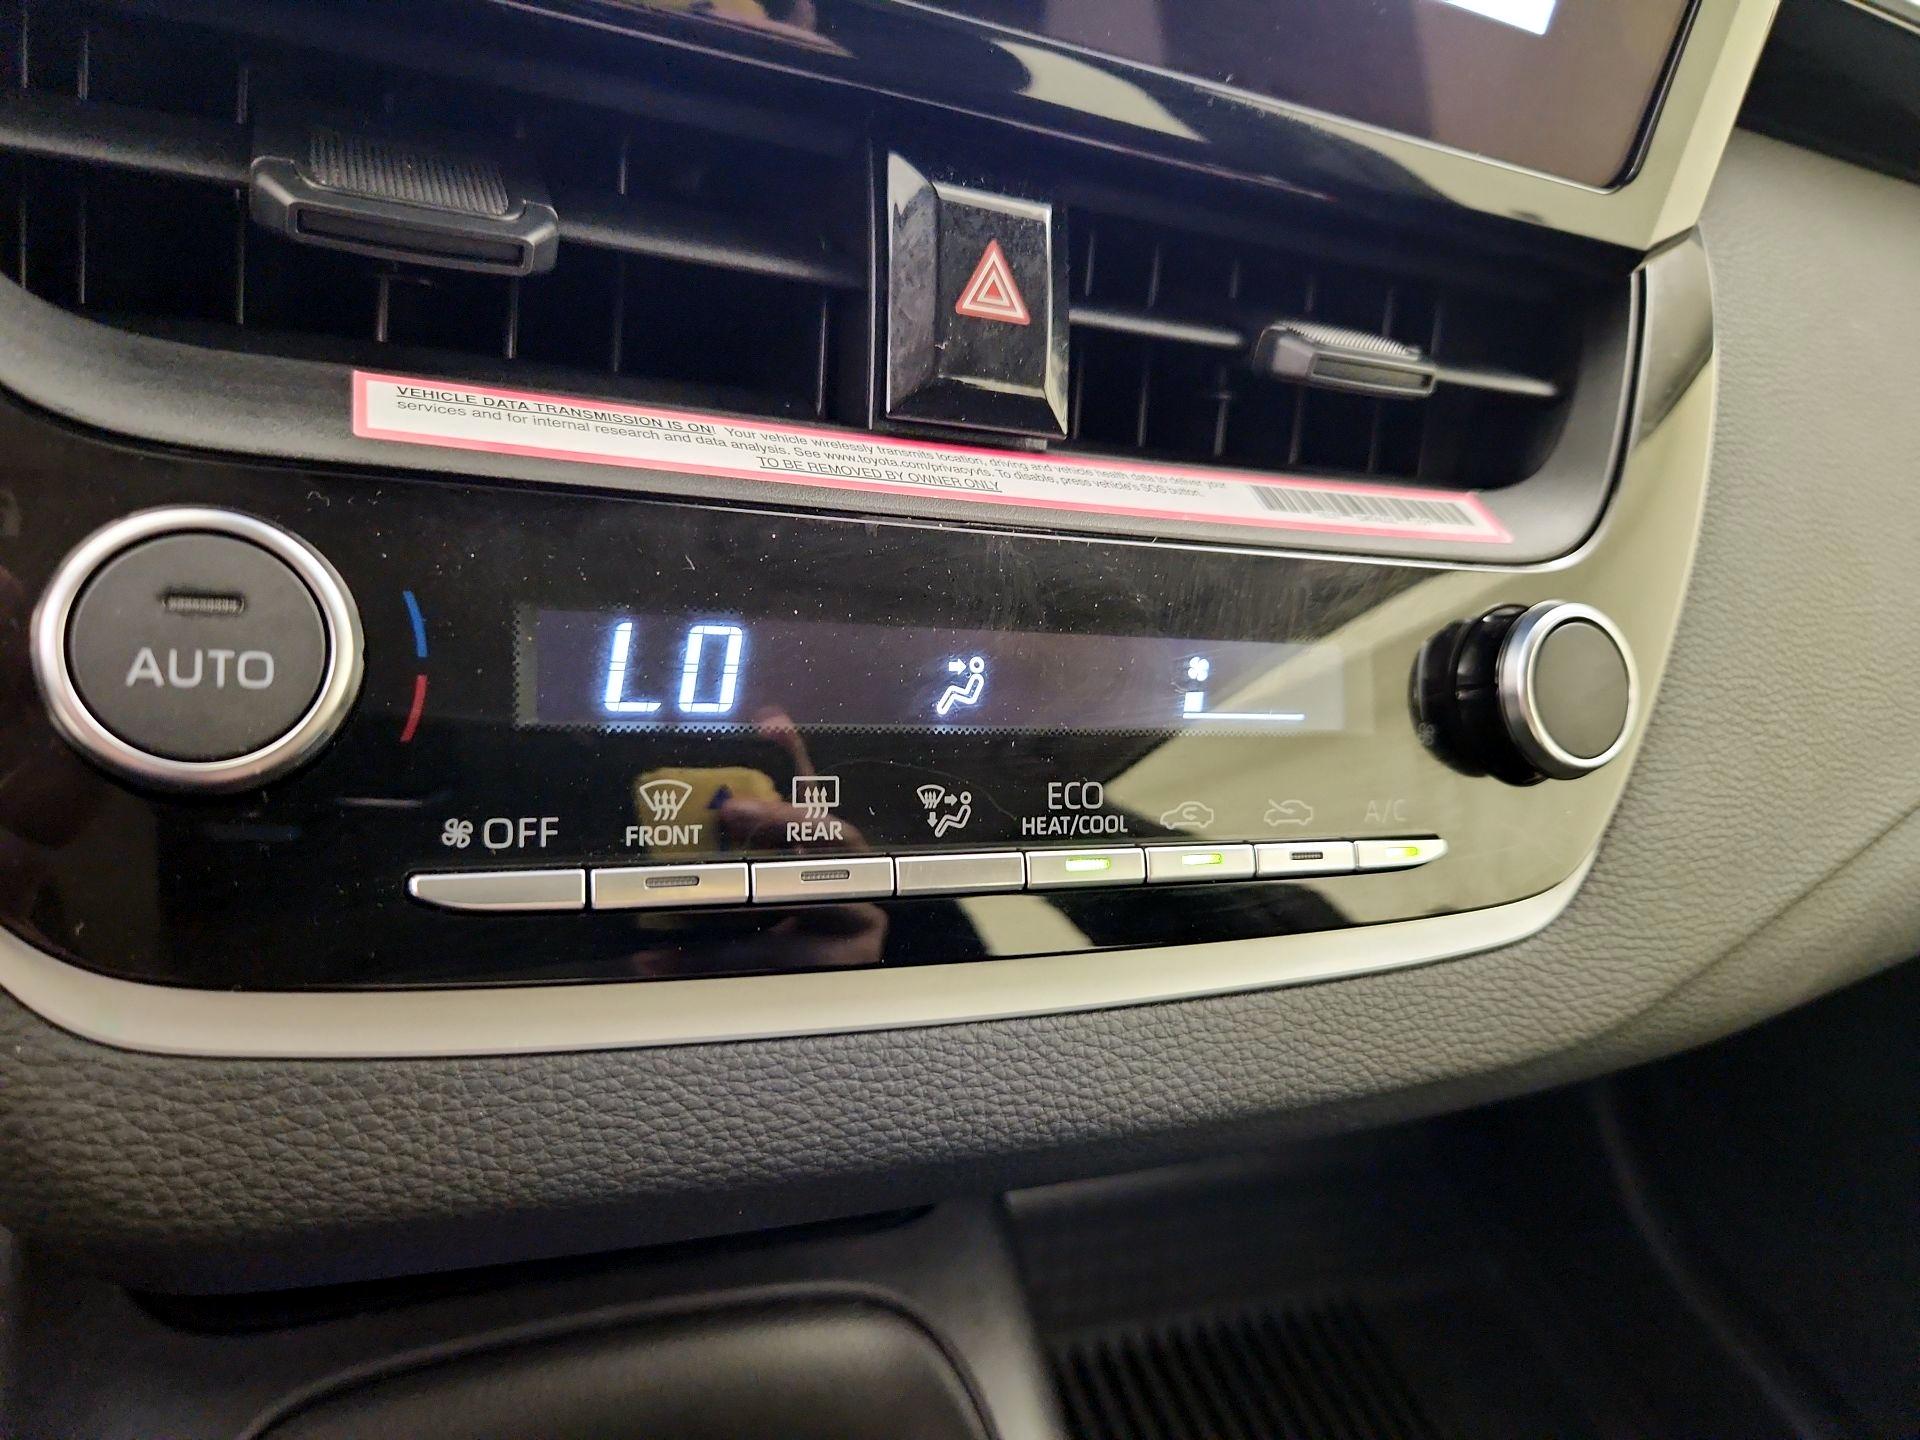 VEHICLE DATA TRANSMISSION IS ON! Your vehicle wirelessly transmits location, driving and vehicle health data to deliver your
services and for internal research and data analysis. See www.toyota.com/privacyvts. To disable, press vehicle's SOS button.
TO BE REMOVED BY OWNER ONLY
AUTO
LO
OFF
FRONT
REAR
ECO
HEAT/COOL
A/C